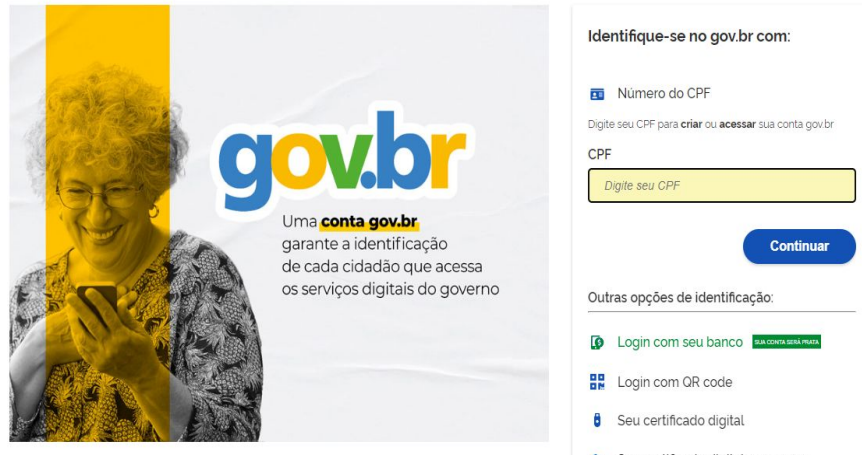 gov.br
Uma conta gov.br
garante a identificação
de cada cidadão que acessa
os serviços digitais do governo
Identifique-se no gov.br com:
Número do CPF
Digite seu CPF para criar ou acessar sua conta gov.br
CPF
Digite seu CPF
Continuar
Outras opções de identificação:
Login com seu banco SUA CONTA SERÁ PRATA
Login com QR code
Seu certificado digital